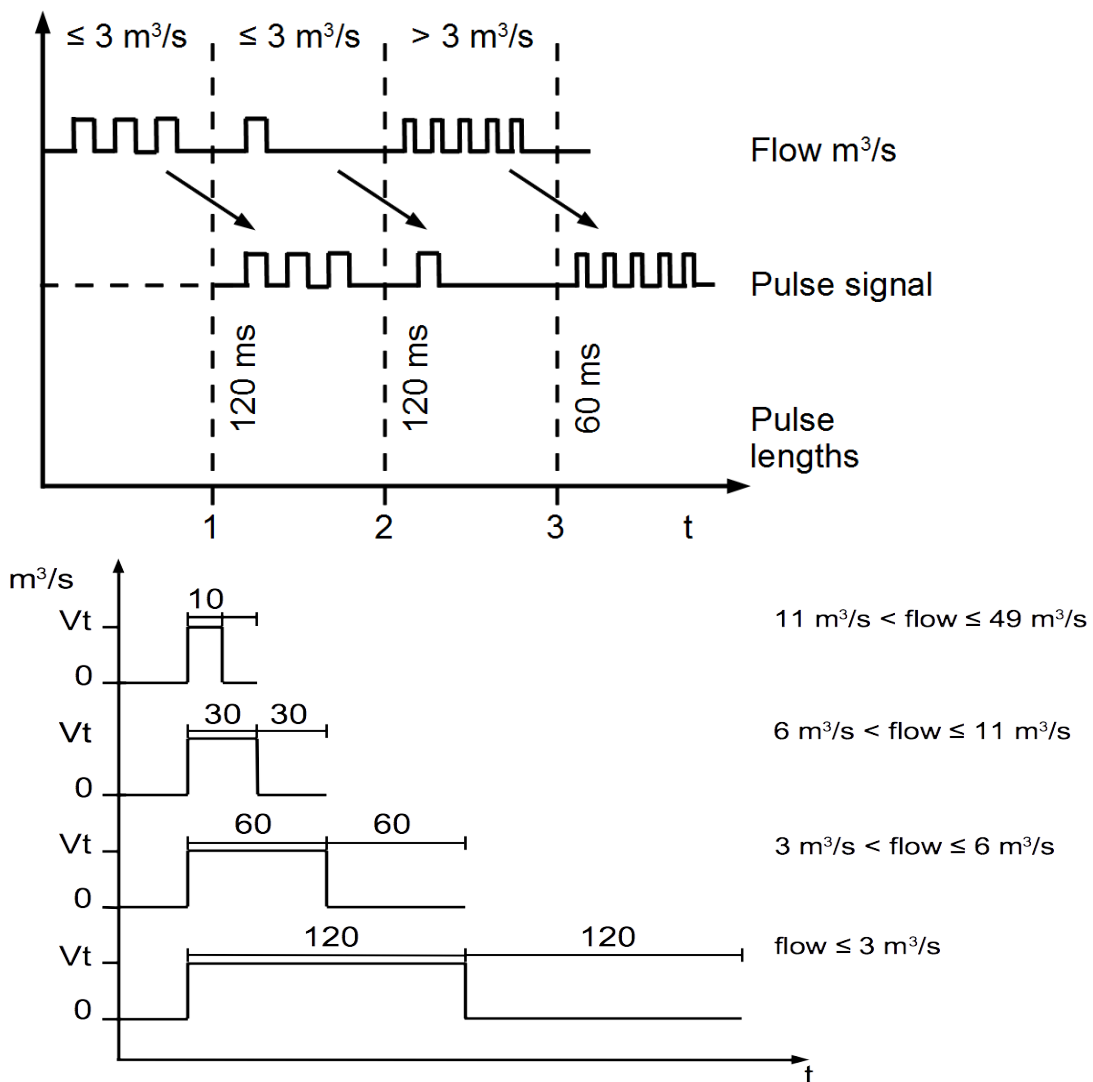 ≤ 3 m³/s ≤ 3 m³/s > 3 m³/s
Flow m³/s
Pulse signal
120 ms
120 ms
60 ms
Pulse
lengths
1 2 3 t
m³/s
10
Vt
0
11 m³/s < flow ≤ 49 m³/s
30 30
Vt
0
6 m³/s < flow ≤ 11 m³/s
60 60
Vt
0
3 m³/s < flow ≤ 6 m³/s
120 120
Vt
0
flow ≤ 3 m³/s
t